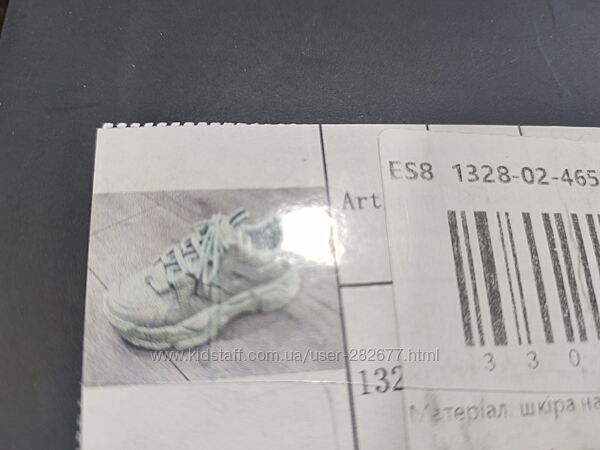 ES8 1328-02-465
Art
www.kidstaff.com.ua/user-282677.html
3 3 0
132
Матеріал: шкіра на